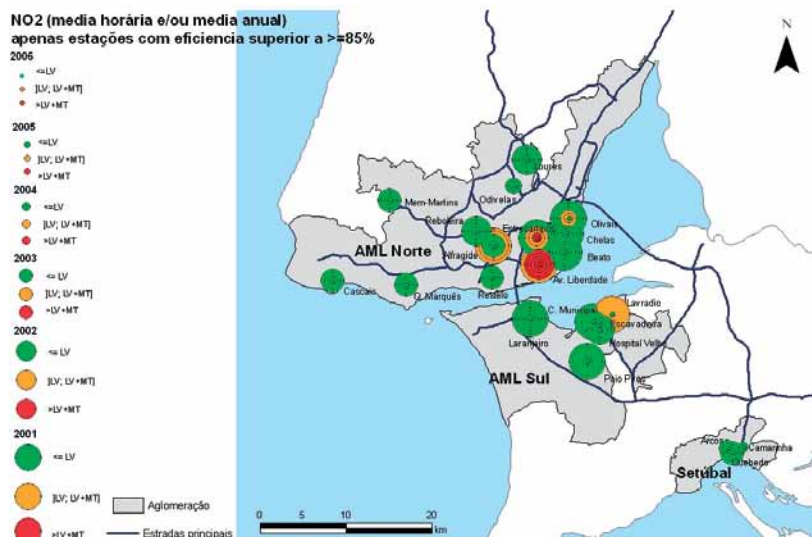 NO2 (media horária e/ou media anual)
apenas estações com eficiencia superior a >=85%
2006
<=LV
]LV; LV+MT]
>LV+MT
2005
<=LV
]LV; LV+MT]
>LV+MT
2004
<=LV
]LV; LV+MT]
>LV+MT
2003
<= LV
]LV; LV+MT]
>LV+MT
2002
<= LV
]LV; LV+MT]
>LV+MT
2001
<= LV
]LV; LV+MT]
>LV+MT
Aglomeração
Estradas principais
0 5 10 20
km
N
Loures
Odivelas
Mem-Martins
Reboleira
Olivais
Entrecampos
AML Norte
Chelas
Alfragide
Beato
Cascais
Q. Marquês
Restelo
Av. Liberdade
Lavradio
C. Municipal
Escavadeira
Laranjeiro
Hospital Velho
AML Sul
Paio Pires
Arcos
Camarinha
Quebedo
Setúbal